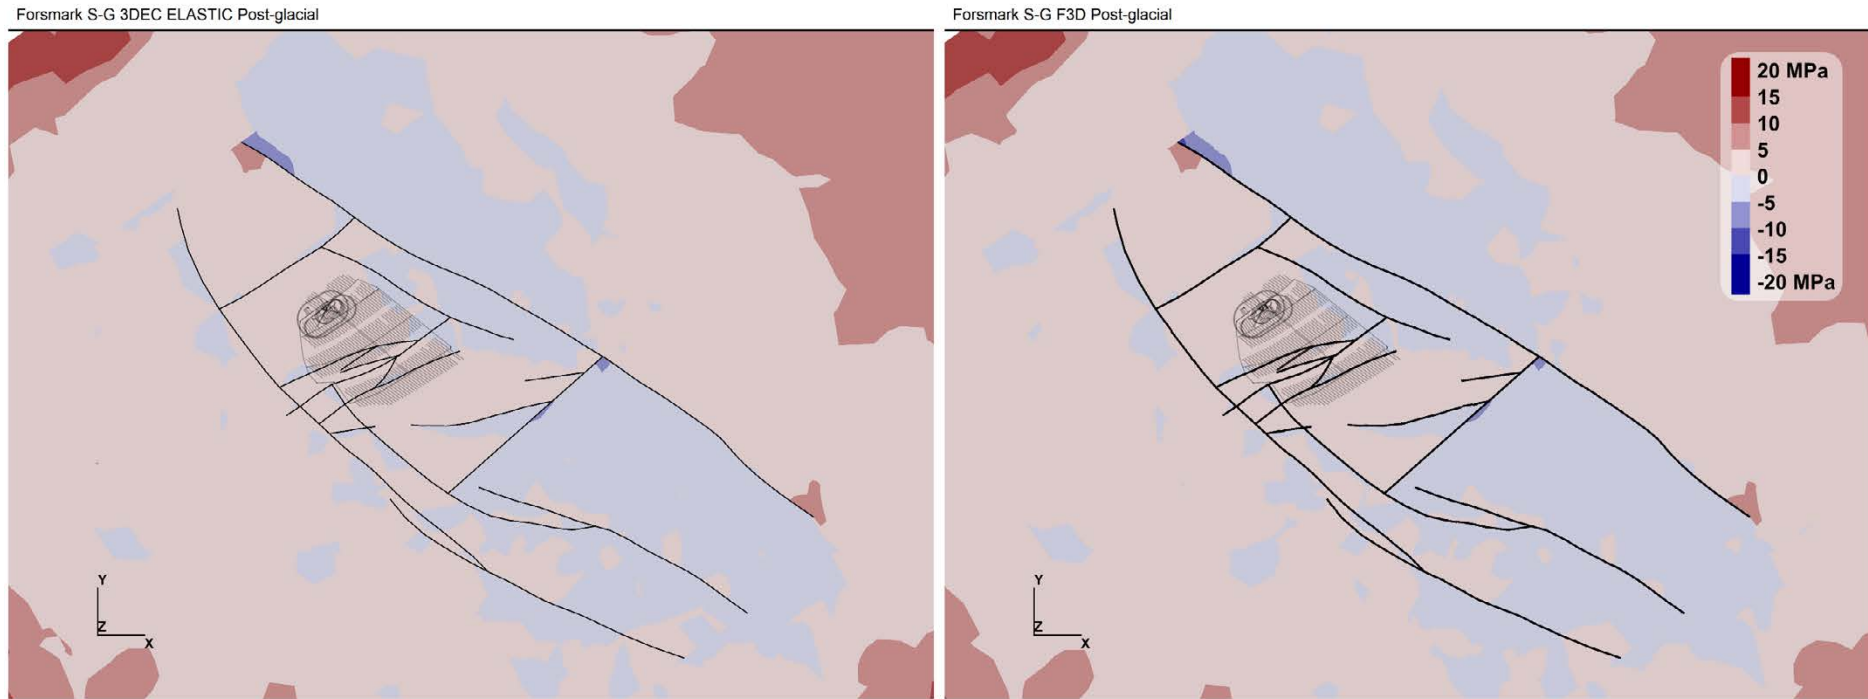 Forsmark S-G 3DEC ELASTIC Post-glacial
Forsmark S-G F3D Post-glacial
20 MPa
15
10
5
0
-5
-10
-15
-20 MPa
Y
Z
X
Y
Z
X